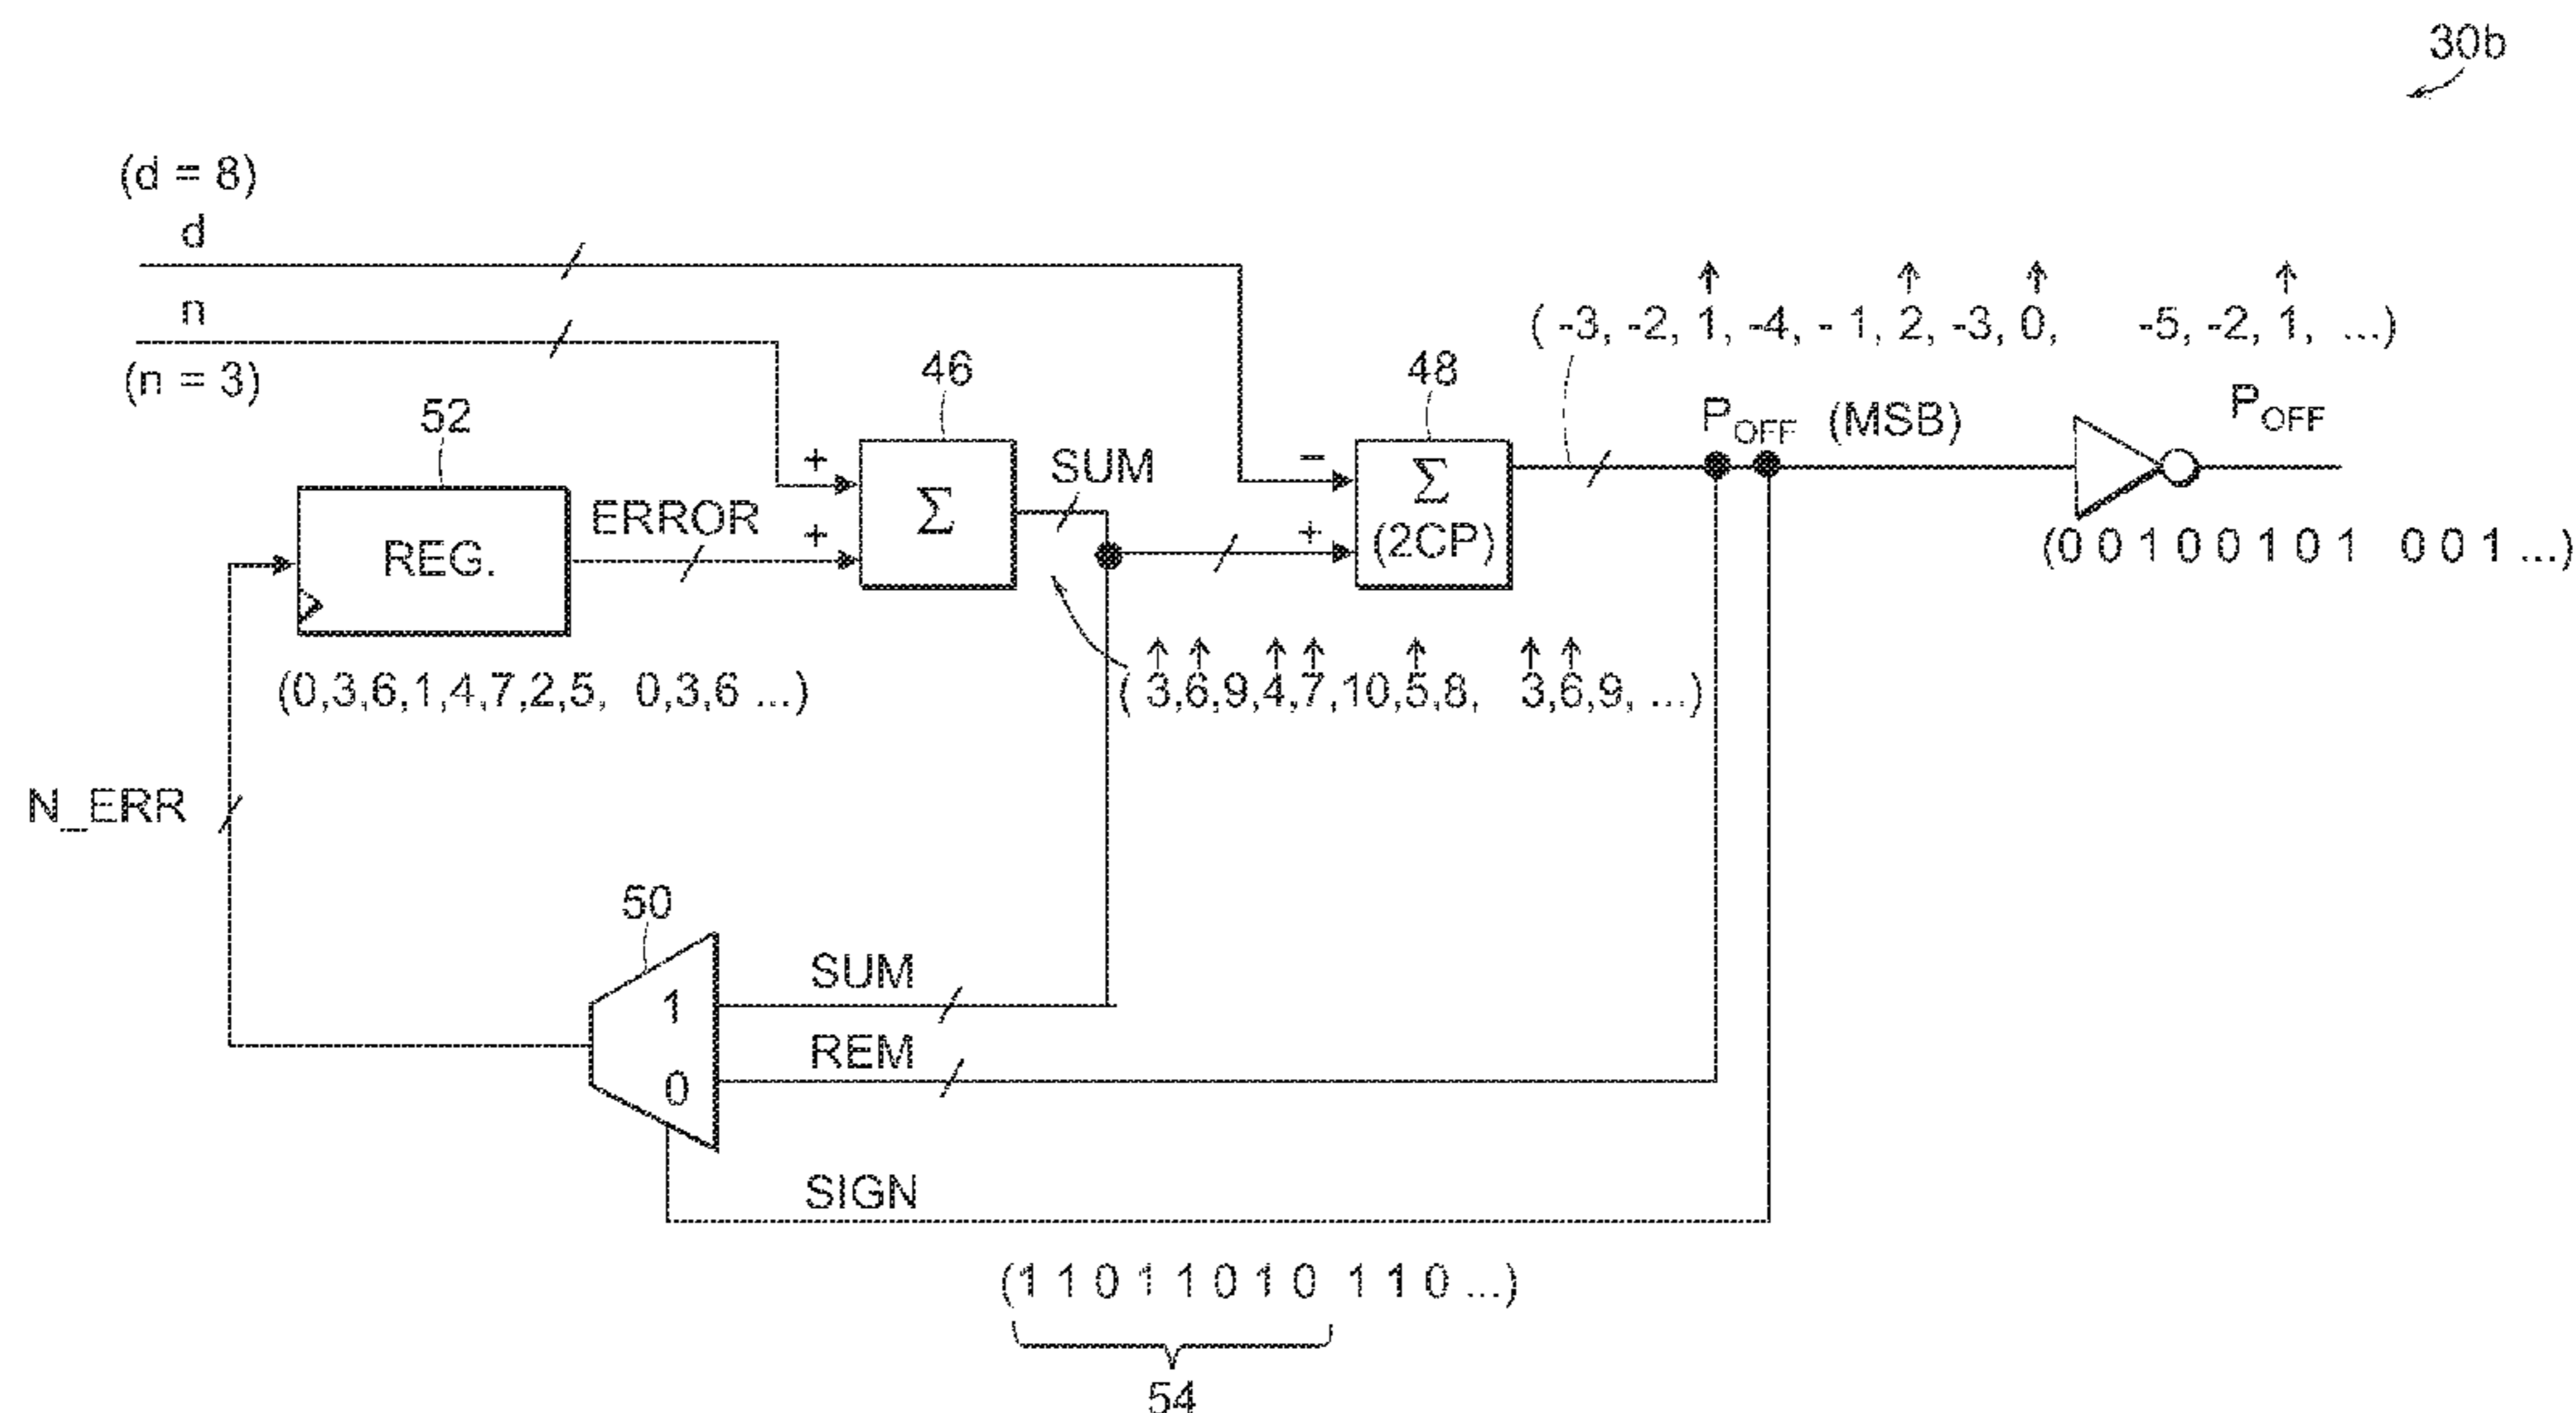 30b
(d = 8)
d
n
(n = 3)
( -3, -2, 1, -4, - 1, 2, -3, 0, -5, -2, 1, ...)
46
48
52
P_OFF (MSB)
P_OFF
+
SUM
−
Σ
ERROR
Σ
+
+
(2CP)
REG.
(0 0 1 0 0 1 0 1 0 0 1 ...)
(0,3,6,1,4,7,2,5, 0,3,6 ...)
( 3,6,9,4,7,10,5,8, 3,6,9, ...)
N_ERR
50
SUM
1
REM
0
SIGN
(1 1 0 1 1 0 1 0 1 1 0 ...)
54